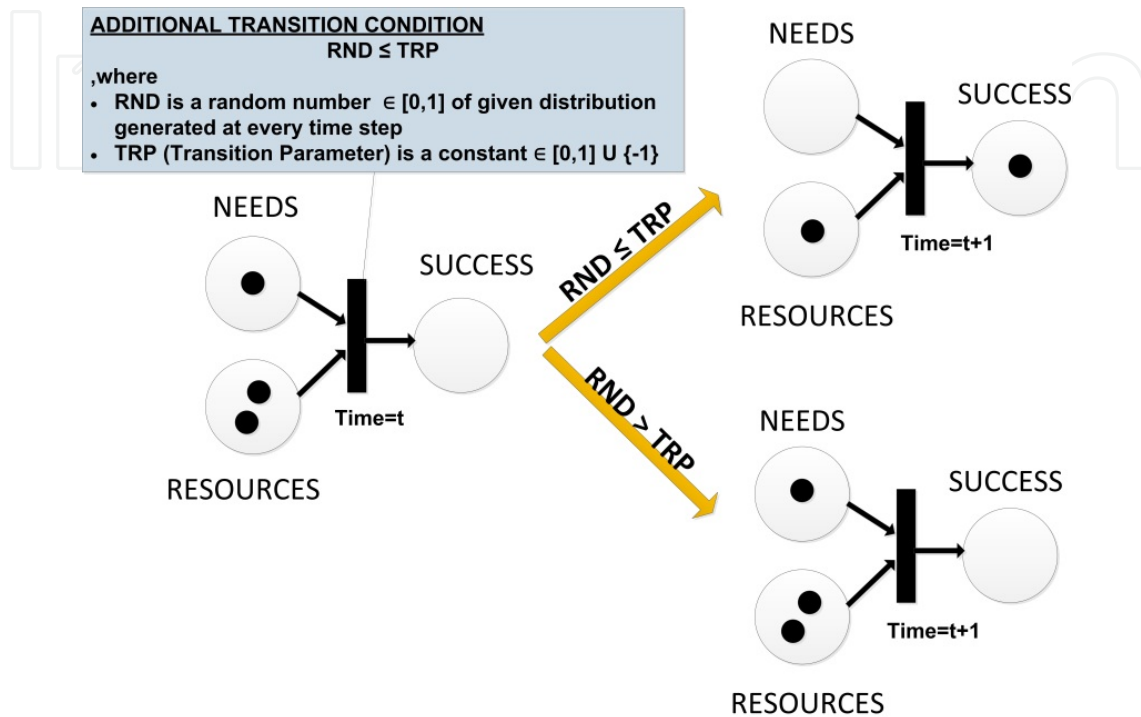 ADDITIONAL TRANSITION CONDITION
RND ≤ TRP
,where
• RND is a random number ∈ [0,1] of given distribution
generated at every time step
• TRP (Transition Parameter) is a constant ∈ [0,1] U {-1}
NEEDS
SUCCESS
Time=t
RESOURCES
RND ≤ TRP
RND > TRP
NEEDS
SUCCESS
Time=t+1
RESOURCES
NEEDS
SUCCESS
Time=t+1
RESOURCES